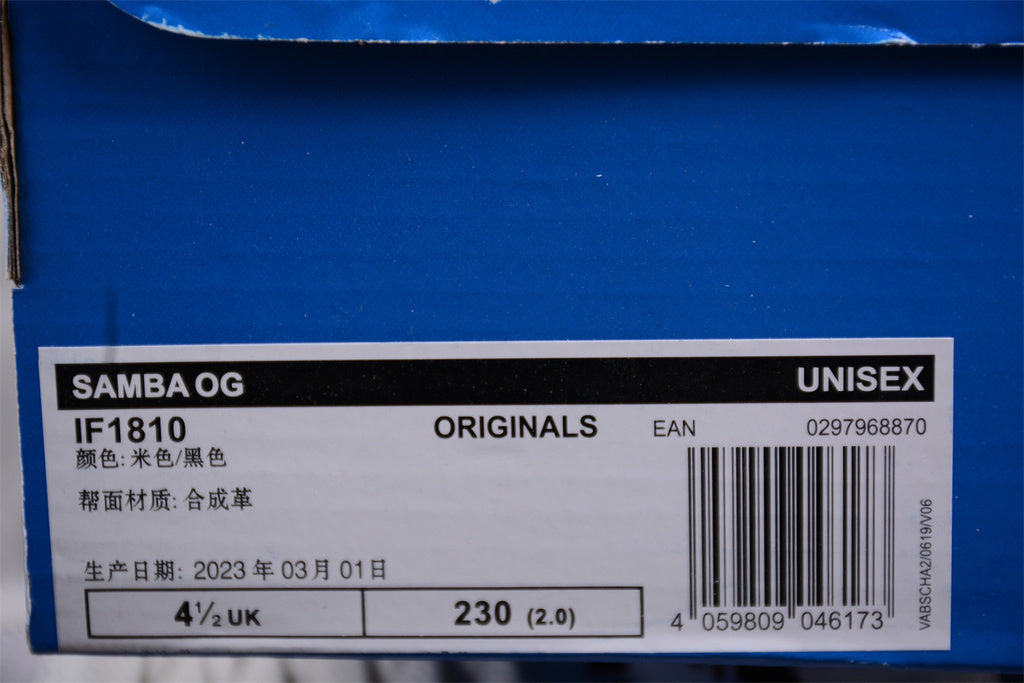 SAMBA OG UNISEX
IF1810 ORIGINALS EAN 0297968870
颜色: 米色/黑色
帮面材质: 合成革
生产日期: 2023 年 03 月 01 日
4½ UK 230 (2.0)
4 059809 046173
VABSCHA2/0619/V06